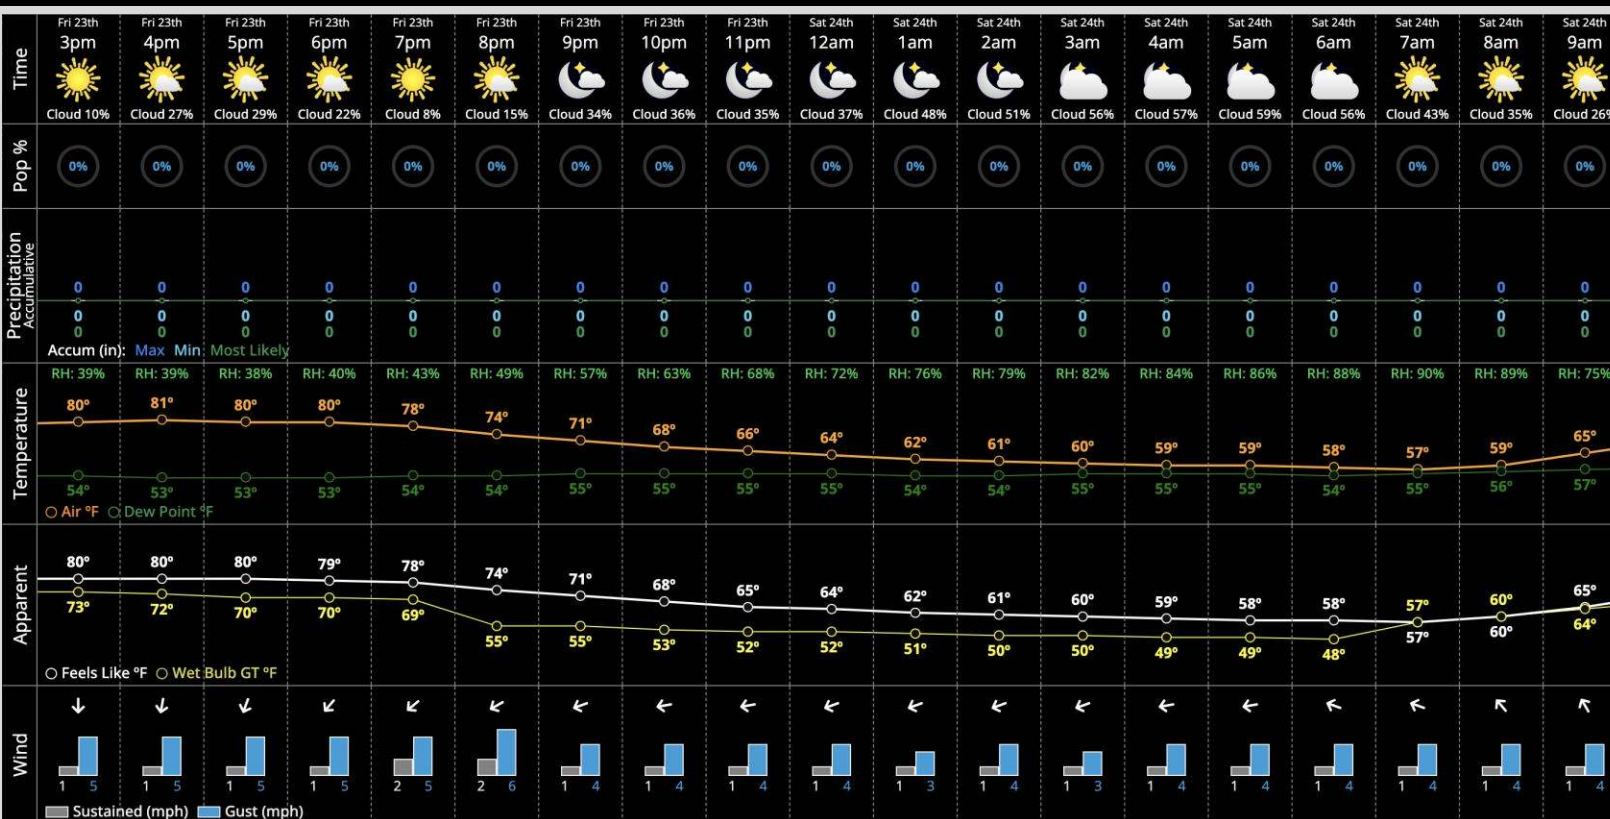 Time
Fri 23th Fri 23th Fri 23th Fri 23th Fri 23th Fri 23th Fri 23th Fri 23th Fri 23th Sat 24th Sat 24th Sat 24th Sat 24th Sat 24th Sat 24th Sat 24th Sat 24th Sat 24th Sat 24th
3pm 4pm 5pm 6pm 7pm 8pm 9pm 10pm 11pm 12am 1am 2am 3am 4am 5am 6am 7am 8am 9am
Cloud 10% Cloud 27% Cloud 29% Cloud 22% Cloud 8% Cloud 15% Cloud 34% Cloud 36% Cloud 35% Cloud 37% Cloud 48% Cloud 51% Cloud 56% Cloud 57% Cloud 59% Cloud 56% Cloud 43% Cloud 35% Cloud 26%
Pop %
0% 0% 0% 0% 0% 0% 0% 0% 0% 0% 0% 0% 0% 0% 0% 0% 0% 0% 0%
Precipitation
Accumulative
0 0 0 0 0 0 0 0 0 0 0 0 0 0 0 0 0 0 0
0 0 0 0 0 0 0 0 0 0 0 0 0 0 0 0 0 0 0
0 0 0 0 0 0 0 0 0 0 0 0 0 0 0 0 0 0 0
Accum (in): Max Min Most Likely
Temperature
RH: 39% RH: 39% RH: 38% RH: 40% RH: 43% RH: 49% RH: 57% RH: 63% RH: 68% RH: 72% RH: 76% RH: 79% RH: 82% RH: 84% RH: 86% RH: 88% RH: 90% RH: 89% RH: 75%
80° 81° 80° 80° 78° 74° 71° 68° 66° 64° 62° 61° 60° 59° 59° 58° 57° 59° 65°
54° 53° 53° 53° 54° 54° 55° 55° 55° 55° 54° 54° 55° 55° 55° 54° 55° 56° 57°
Air °F Dew Point °F
Apparent
80° 80° 80° 79° 78° 74° 71° 68° 65° 64° 62° 61° 60° 59° 58° 58° 57° 60° 65°
73° 72° 70° 70° 69° 55° 55° 53° 52° 52° 51° 50° 50° 49° 49° 48° 57° 60° 64°
Feels Like °F Wet Bulb GT °F
Wind
1 5 1 5 1 5 1 5 2 5 2 6 1 4 1 4 1 4 1 4 1 3 1 4 1 3 1 4 1 4 1 4 1 4 1 4 1 4
Sustained (mph) Gust (mph)